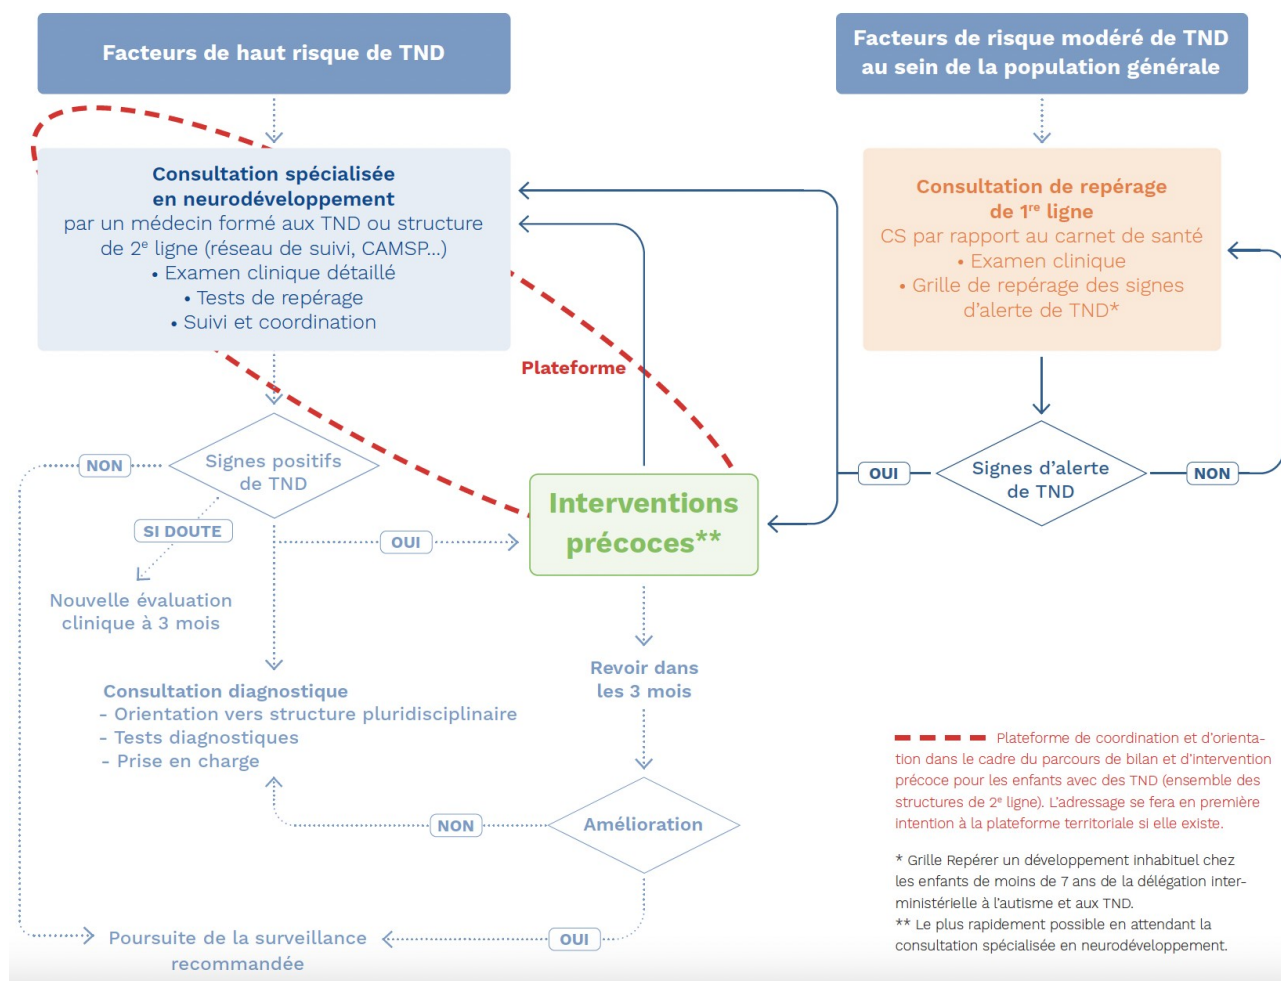 Facteurs de haut risque de TND
Facteurs de risque modéré de TND
au sein de la population générale
Consultation spécialisée
en neurodéveloppement
par un médecin formé aux TND ou structure
de 2e ligne (réseau de suivi, CAMSP...)
• Examen clinique détaillé
• Tests de repérage
• Suivi et coordination
Consultation de repérage
de 1re ligne
CS par rapport au carnet de santé
• Examen clinique
• Grille de repérage des signes
d’alerte de TND*
Plateforme
Signes positifs
de TND
NON
SI DOUTE
OUI
Nouvelle évaluation
clinique à 3 mois
Interventions
précoces**
OUI
Signes d’alerte
de TND
NON
Revoir dans
les 3 mois
Consultation diagnostique
- Orientation vers structure pluridisciplinaire
- Tests diagnostiques
- Prise en charge
NON
Amélioration
OUI
Poursuite de la surveillance
recommandée
Plateforme de coordination et d’orienta-
tion dans le cadre du parcours de bilan et d’intervention
précoce pour les enfants avec des TND (ensemble des
structures de 2e ligne). L’adressage se fera en première
intention à la plateforme territoriale si elle existe.
* Grille Repérer un développement inhabituel chez
les enfants de moins de 7 ans de la délégation inter-
ministérielle à l’autisme et aux TND.
** Le plus rapidement possible en attendant la
consultation spécialisée en neurodéveloppement.